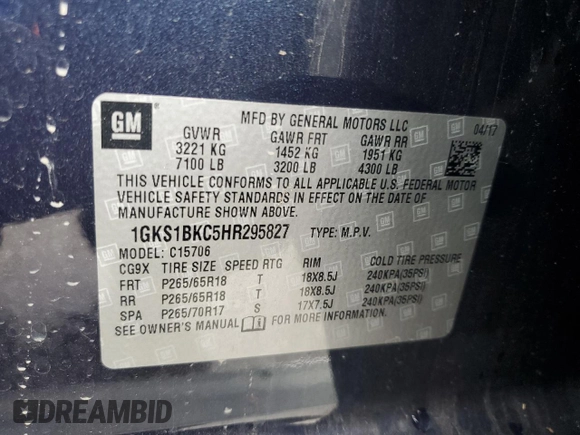 GM
MFD BY GENERAL MOTORS LLC 04/17
GVWR GAWR FRT GAWR RR
3221 KG 1452 KG 1951 KG
7100 LB 3200 LB 4300 LB
THIS VEHICLE CONFORMS TO ALL APPLICABLE U.S. FEDERAL MOTOR
VEHICLE SAFETY STANDARDS IN EFFECT ON THE DATE OF
MANUFACTURE SHOWN ABOVE.
1GKS1BKC5HR295827 TYPE: M.P.V.
MODEL: C15706
CG9X TIRE SIZE SPEED RTG RIM COLD TIRE PRESSURE
FRT P265/65R18 T 18X8.5J 240KPA(35PSI)
RR P265/65R18 T 18X8.5J 240KPA(35PSI)
SPA P265/70R17 S 17X7.5J 240KPA(35PSI)
SEE OWNER'S MANUAL FOR MORE INFORMATION.
DREAMBID